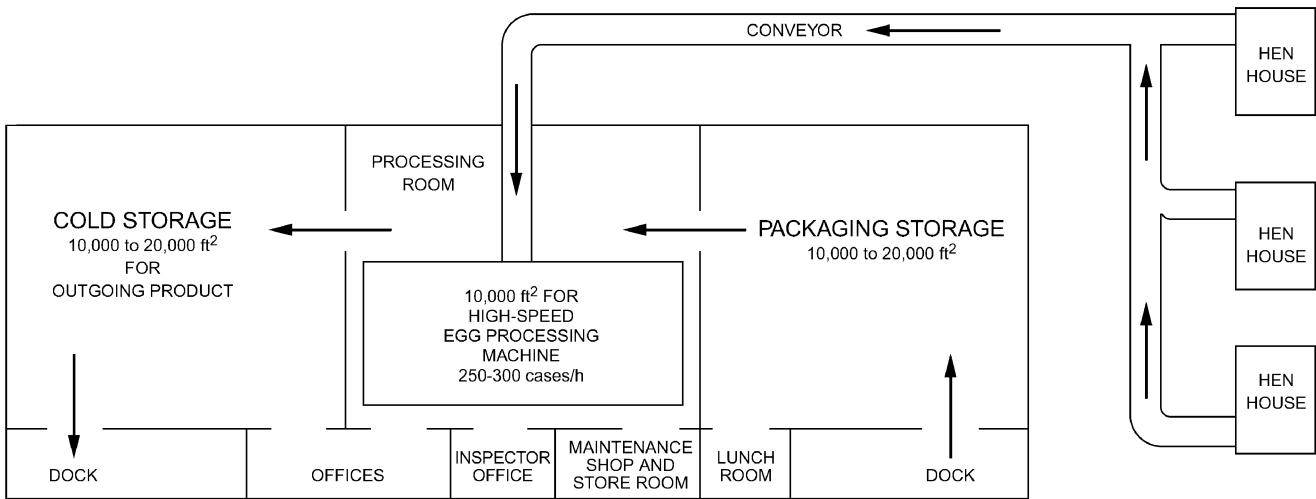 CONVEYOR
HEN
HOUSE
PROCESSING
ROOM
COLD STORAGE
10,000 to 20,000 ft²
FOR
OUTGOING PRODUCT
PACKAGING STORAGE
10,000 to 20,000 ft²
HEN
HOUSE
10,000 ft² FOR
HIGH-SPEED
EGG PROCESSING
MACHINE
250-300 cases/h
HEN
HOUSE
DOCK
OFFICES
INSPECTOR
OFFICE
MAINTENANCE
SHOP AND
STORE ROOM
LUNCH
ROOM
DOCK